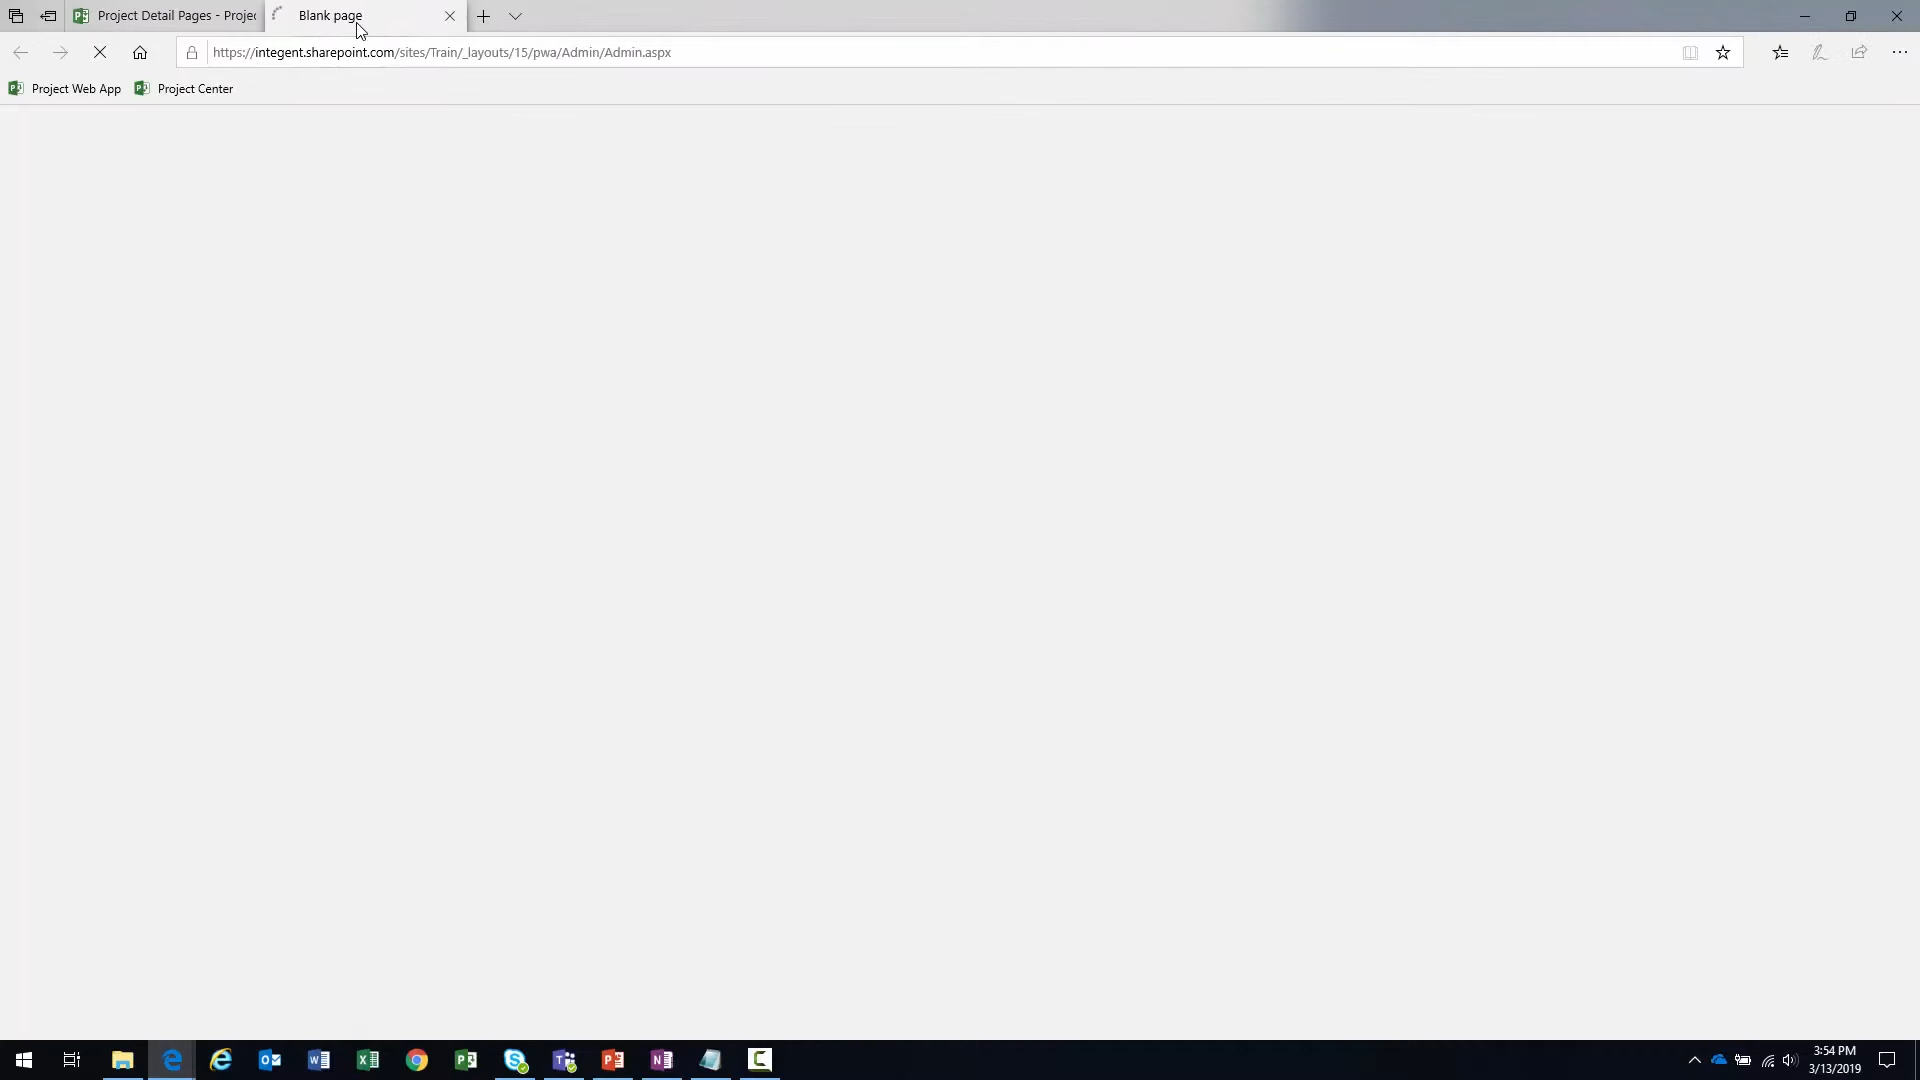 Project Detail Pages - Projec
Blank page
https://integent.sharepoint.com/sites/Train/_layouts/15/pwa/Admin/Admin.aspx
Project Web App
Project Center
3:54 PM
3/13/2019